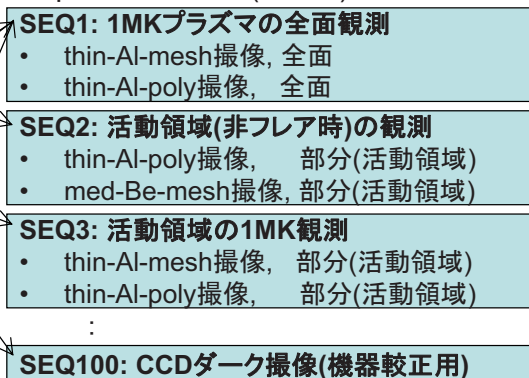 SEQ1: 1MKプラズマの全面観測
• thin-Al-mesh撮像, 全面
• thin-Al-poly撮像, 全面
SEQ2: 活動領域(非フレア時)の観測
• thin-Al-poly撮像, 部分(活動領域)
• med-Be-mesh撮像, 部分(活動領域)
SEQ3: 活動領域の1MK観測
• thin-Al-mesh撮像, 部分(活動領域)
• thin-Al-poly撮像, 部分(活動領域)
:
SEQ100: CCDダーク撮像(機器較正用)